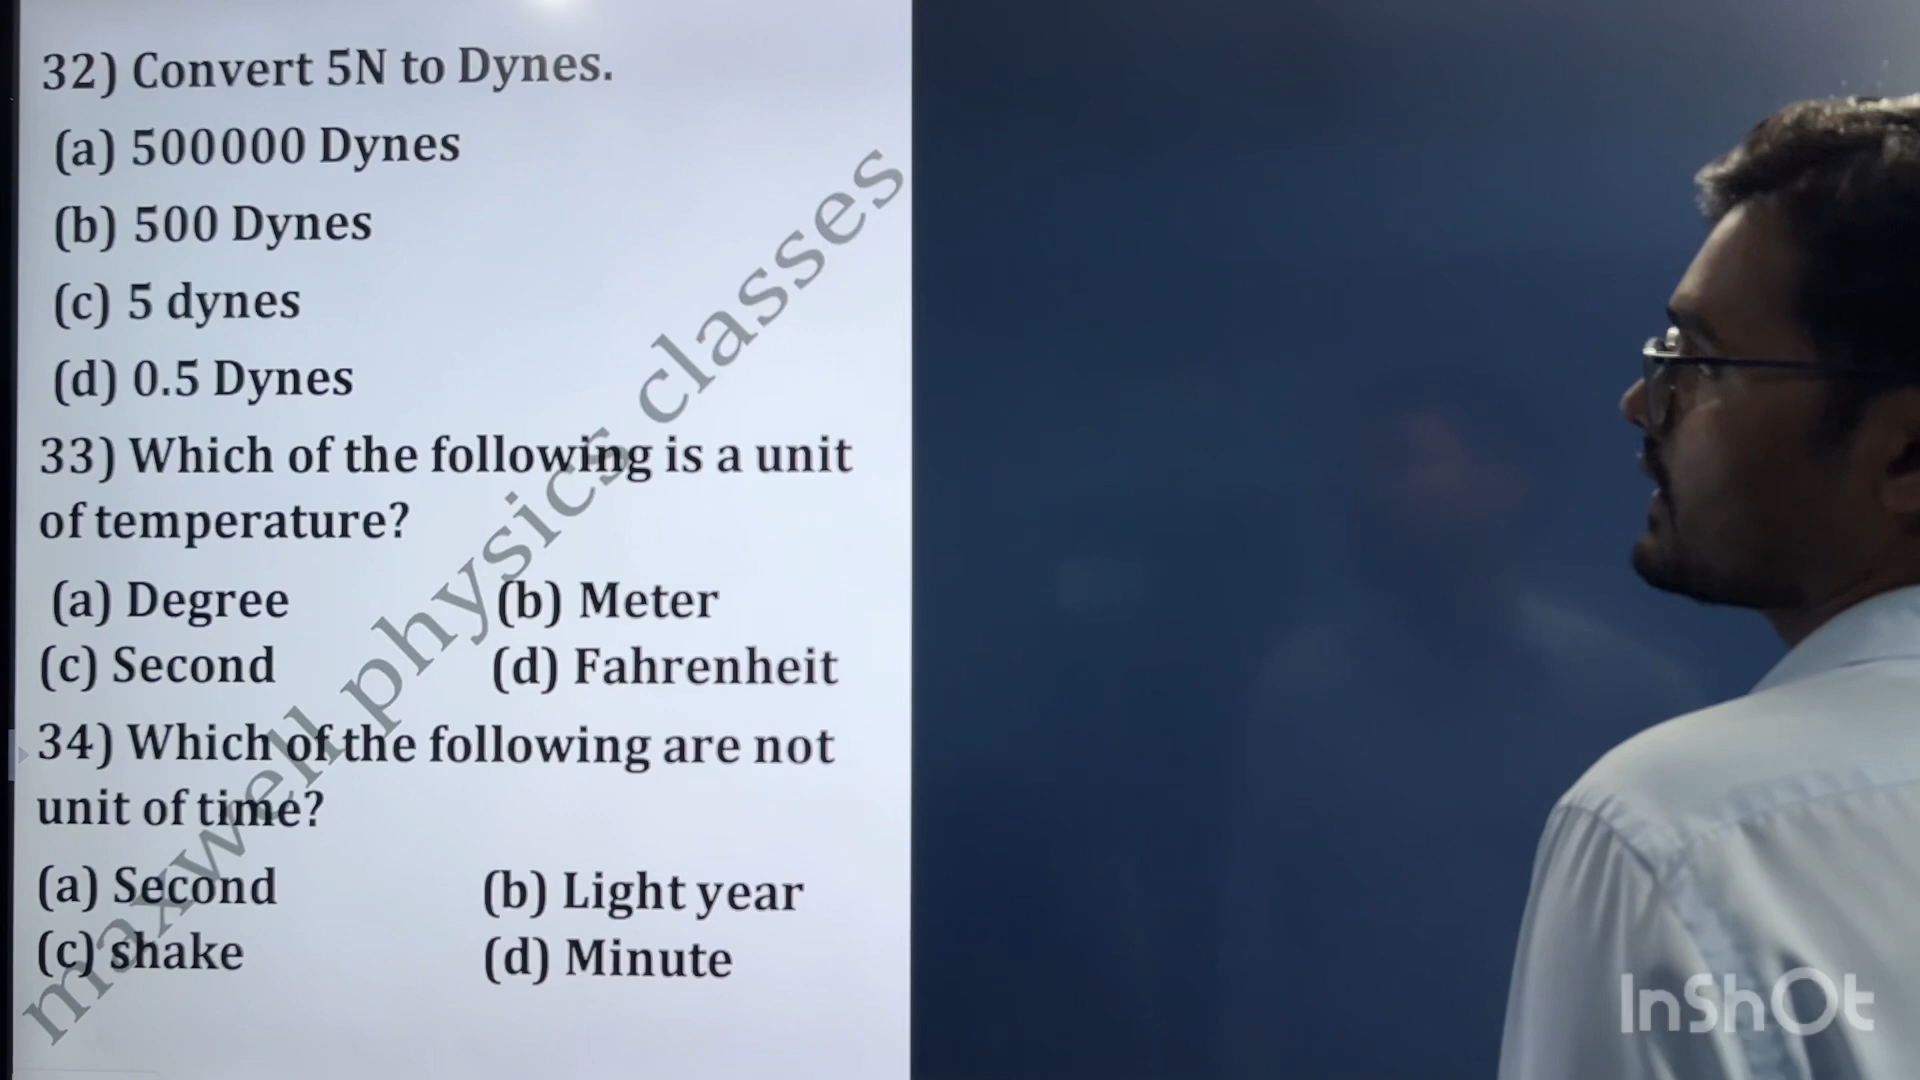 32) Convert 5N to Dynes.
(a) 500000 Dynes
(b) 500 Dynes
(c) 5 dynes
(d) 0.5 Dynes
33) Which of the following is a unit
of temperature?
(a) Degree (b) Meter
(c) Second (d) Fahrenheit
34) Which of the following are not
unit of time?
(a) Second (b) Light year
(c) shake (d) Minute
maxwell physics classes
InShOt